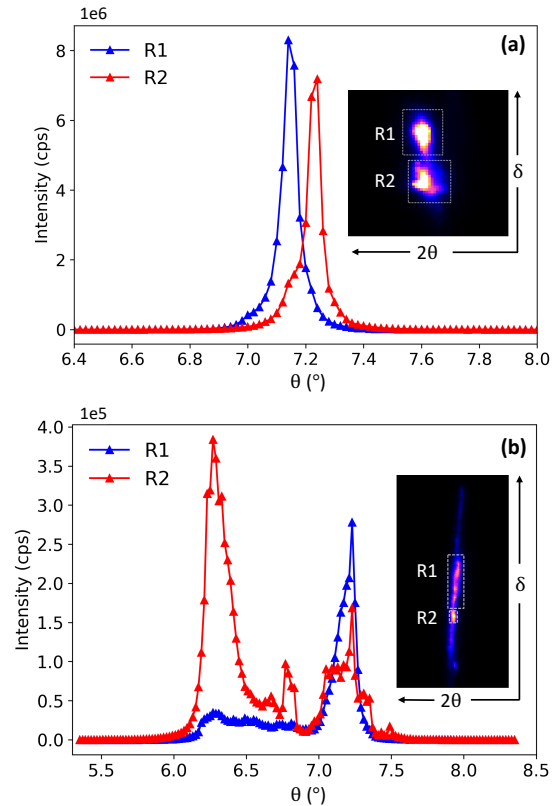 1e6
(a)
R1
R2
8
6
4
2
0
Intensity (cps)
R1
R2
δ
2θ
6.4 6.6 6.8 7.0 7.2 7.4 7.6 7.8 8.0
θ (°)
1e5
(b)
R1
R2
4.0
3.5
3.0
2.5
2.0
1.5
1.0
0.5
0.0
Intensity (cps)
R1
R2
δ
2θ
5.5 6.0 6.5 7.0 7.5 8.0 8.5
θ (°)